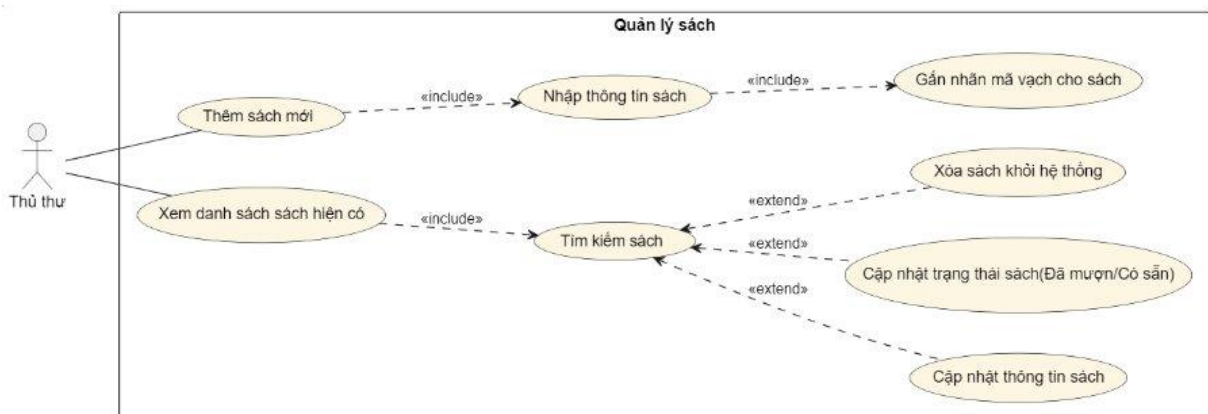 Quản lý sách
Gắn nhãn mã vạch cho sách
«include»
Nhập thông tin sách
«include»
Thêm sách mới
Xóa sách khỏi hệ thống
Thủ thư
«extend»
Xem danh sách sách hiện có
«include»
Tìm kiếm sách
«extend»
Cập nhật trạng thái sách(Đã mượn/Có sẵn)
«extend»
Cập nhật thông tin sách